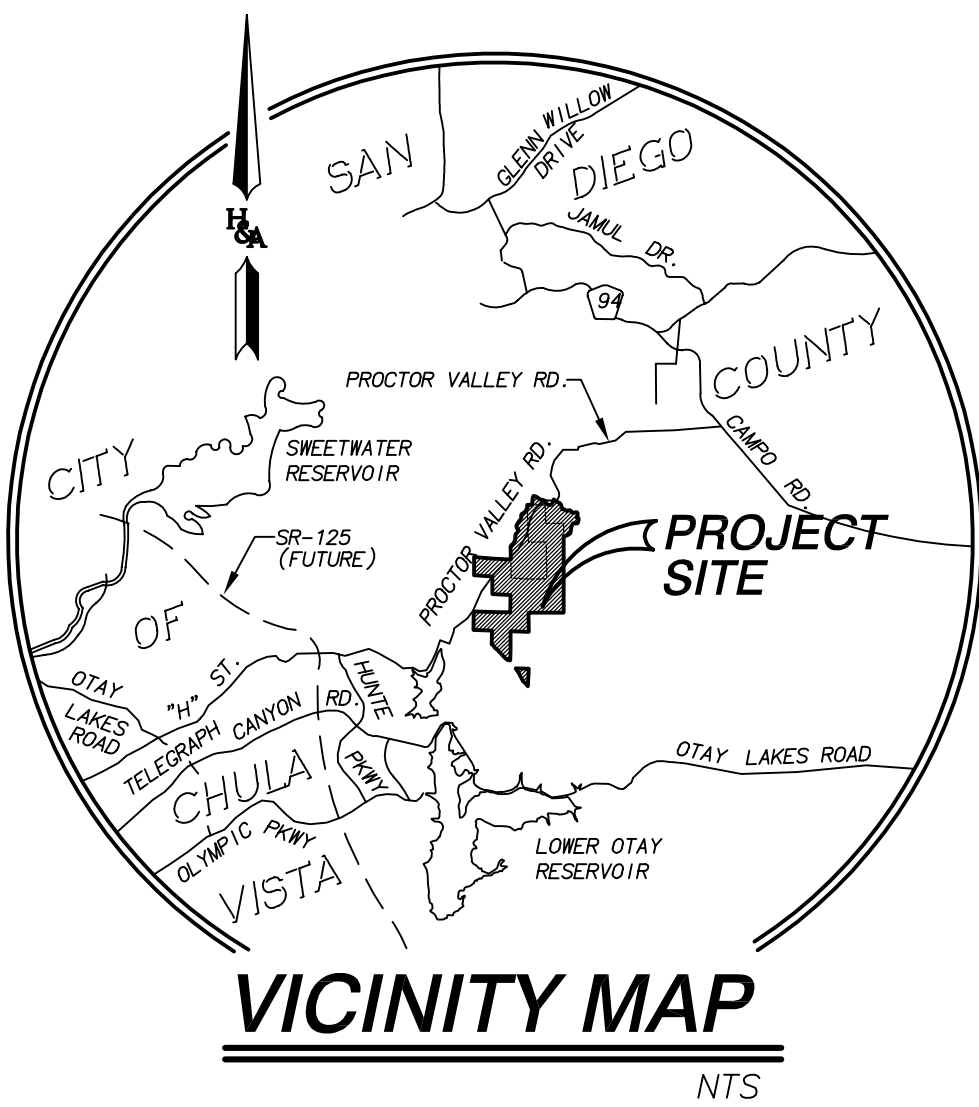 GLENN WILLOW
DRIVE
SAN
DIEGO
H&A
JAMUL DR.
94
COUNTY
PROCTOR VALLEY RD.
CITY
SWEETWATER
RESERVOIR
CAMPO RD.
PROCTOR VALLEY RD.
PROJECT
SITE
SR-125
(FUTURE)
OF
"H" ST.
HUNTE
PKWY
OTAY
LAKES
ROAD
TELEGRAPH CANYON RD.
OTAY LAKES ROAD
CHULA
OLYMPIC PKWY
LOWER OTAY
RESERVOIR
VISTA
VICINITY MAP
NTS